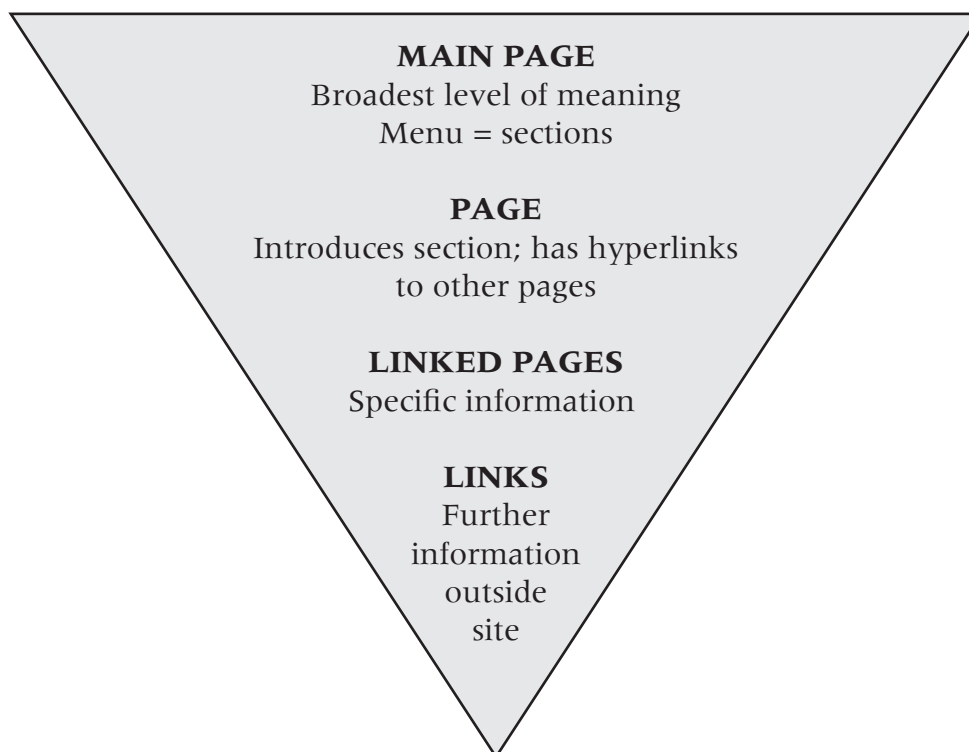 MAIN PAGE
Broadest level of meaning
Menu = sections
PAGE
Introduces section; has hyperlinks
to other pages
LINKED PAGES
Specific information
LINKS
Further
information
outside
site